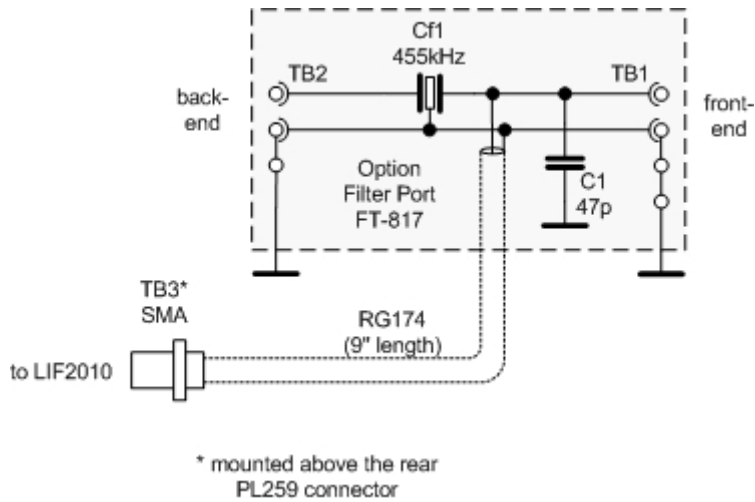 Cf1
455kHz
TB2
TB1
back-
end
front-
end
Option
Filter Port
FT-817
C1
47p
TB3*
SMA
RG174
(9" length)
to LIF2010
* mounted above the rear
PL259 connector